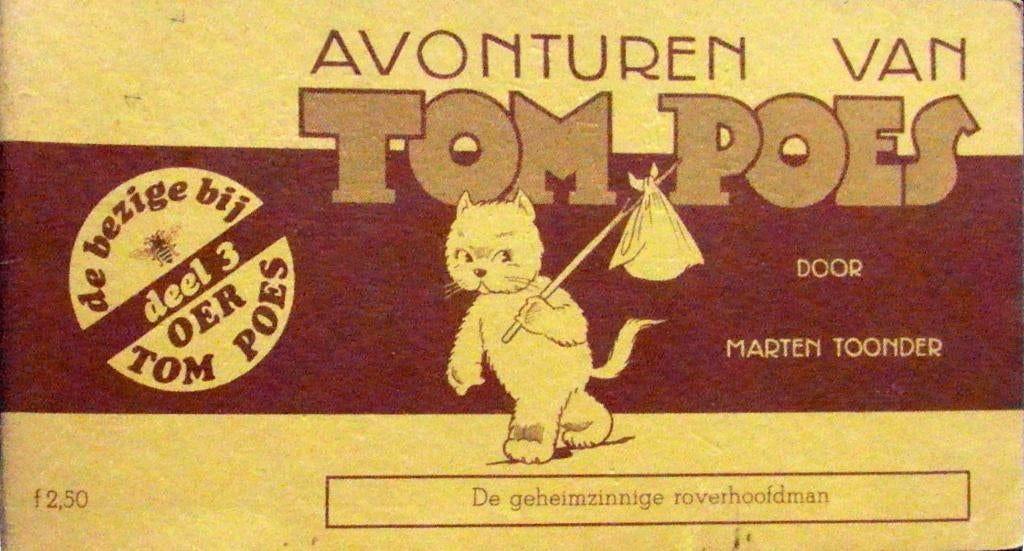 AVONTUREN VAN
TOM POES
DOOR
MARTEN TOONDER
de bezige bij
deel 3
OER
TOM POES
f 2,50
De geheimzinnige roverhoofdman